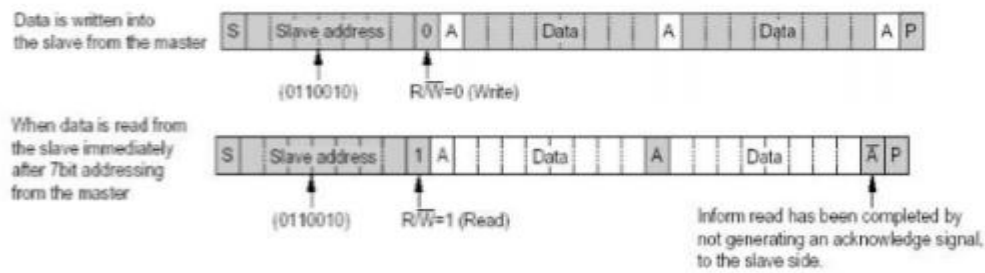 Data is written into
the slave from the master
S Slave address 0 A Data A Data A P
(0110010) R/W̅=0 (Write)
When data is read from
the slave immediately
after 7bit addressing
from the master
S Slave address 1 A Data A Data A̅ P
(0110010) R/W̅=1 (Read)
Inform read has been completed by
not generating an acknowledge signal,
to the slave side.